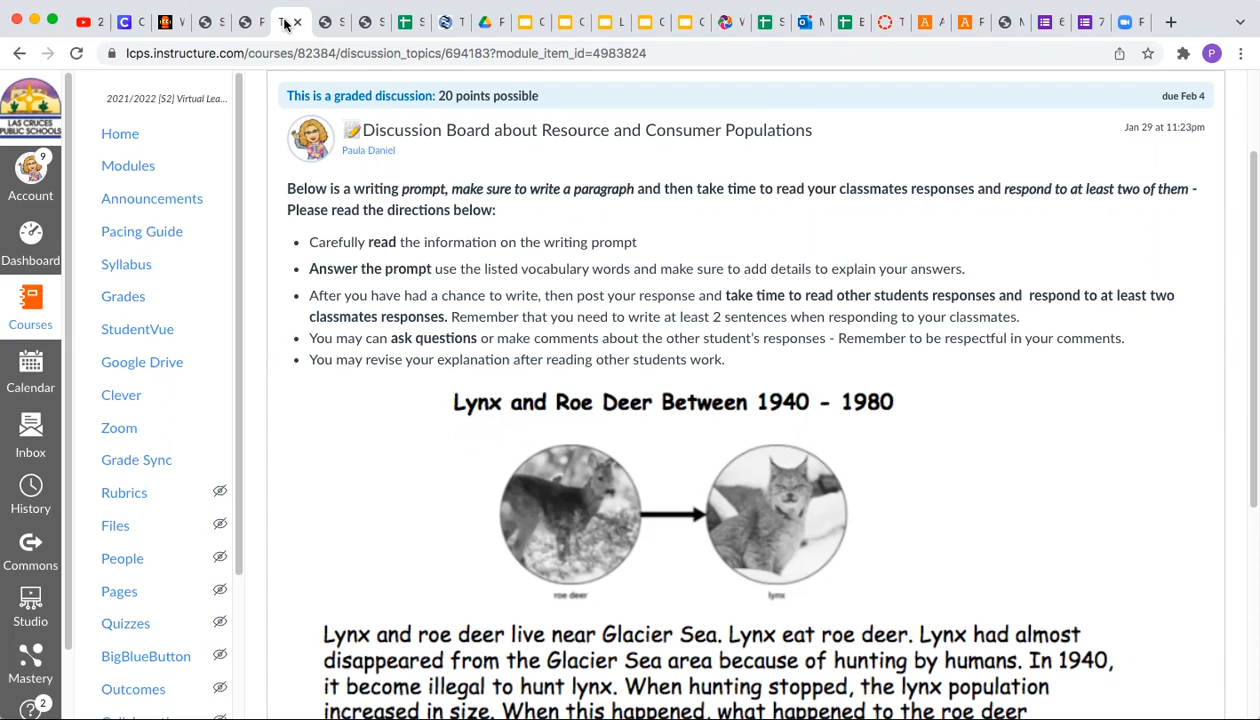 2
C
C
W
S
P
T
S
S
S
T
P
C
C
L
C
C
W
S
N
E
T
A
A
N
6
7
P
lcps.instructure.com/courses/82384/discussion_topics/694183?module_item_id=4983824
P
LAS CRUCES
PUBLIC SCHOOLS
9
Account
Dashboard
Courses
Calendar
Inbox
History
Commons
Studio
Mastery
2
2021/2022 [S2] Virtual Lea...
Home
Modules
Announcements
Pacing Guide
Syllabus
Grades
StudentVue
Google Drive
Clever
Zoom
Grade Sync
Rubrics
Files
People
Pages
Quizzes
BigBlueButton
Outcomes
This is a graded discussion: 20 points possible
due Feb 4
Discussion Board about Resource and Consumer Populations
Jan 29 at 11:23pm
Paula Daniel
Below is a writing prompt, make sure to write a paragraph and then take time to read your classmates responses and respond to at least two of them -
Please read the directions below:
• Carefully read the information on the writing prompt
• Answer the prompt use the listed vocabulary words and make sure to add details to explain your answers.
• After you have had a chance to write, then post your response and take time to read other students responses and respond to at least two
classmates responses. Remember that you need to write at least 2 sentences when responding to your classmates.
• You may can ask questions or make comments about the other student's responses - Remember to be respectful in your comments.
• You may revise your explanation after reading other students work.
Lynx and Roe Deer Between 1940 - 1980
roe deer
lynx
Lynx and roe deer live near Glacier Sea. Lynx eat roe deer. Lynx had almost
disappeared from the Glacier Sea area because of hunting by humans. In 1940,
it become illegal to hunt lynx. When hunting stopped, the lynx population
increased in size. When this happened, what happened to the roe deer